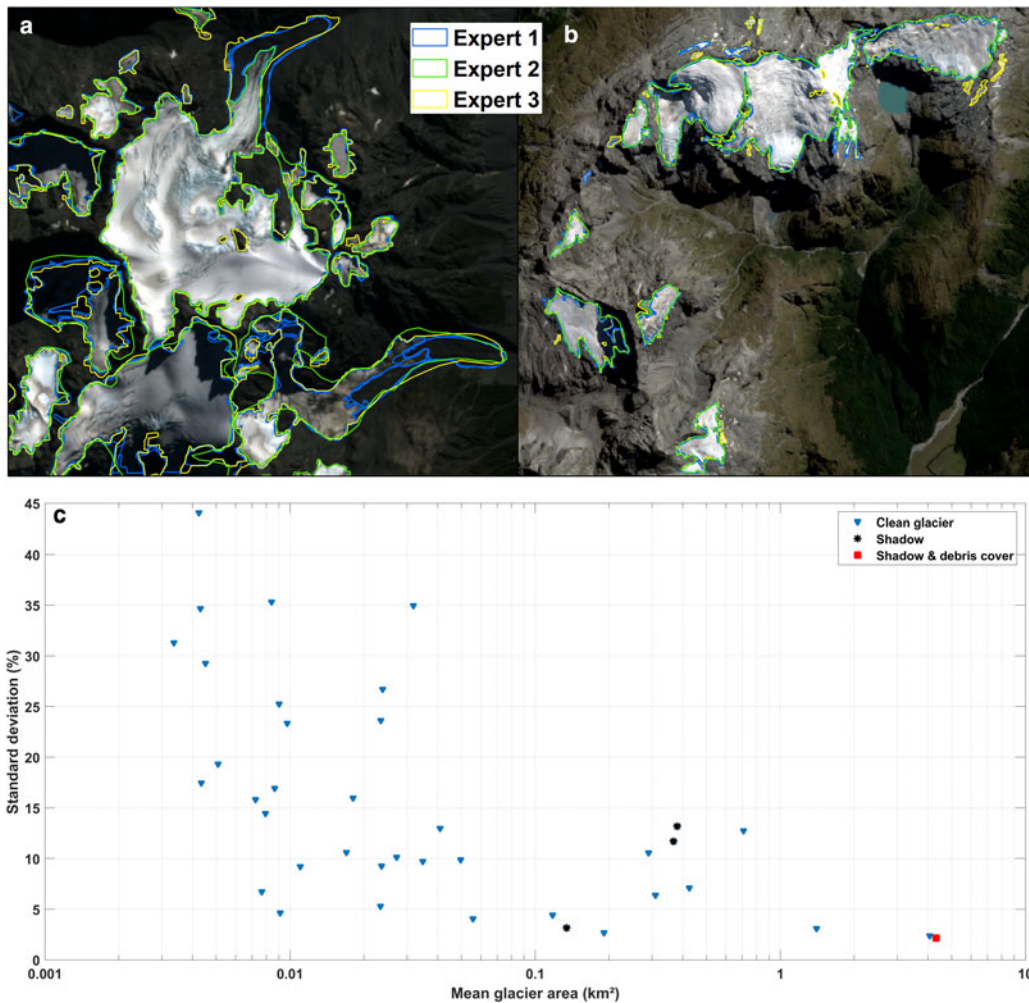 a
Expert 1
Expert 2
Expert 3
b
c
Clean glacier
Shadow
Shadow & debris cover
45
40
35
30
25
20
15
10
5
0
Standard deviation (%)
0.001
0.01
0.1
1
10
Mean glacier area (km²)